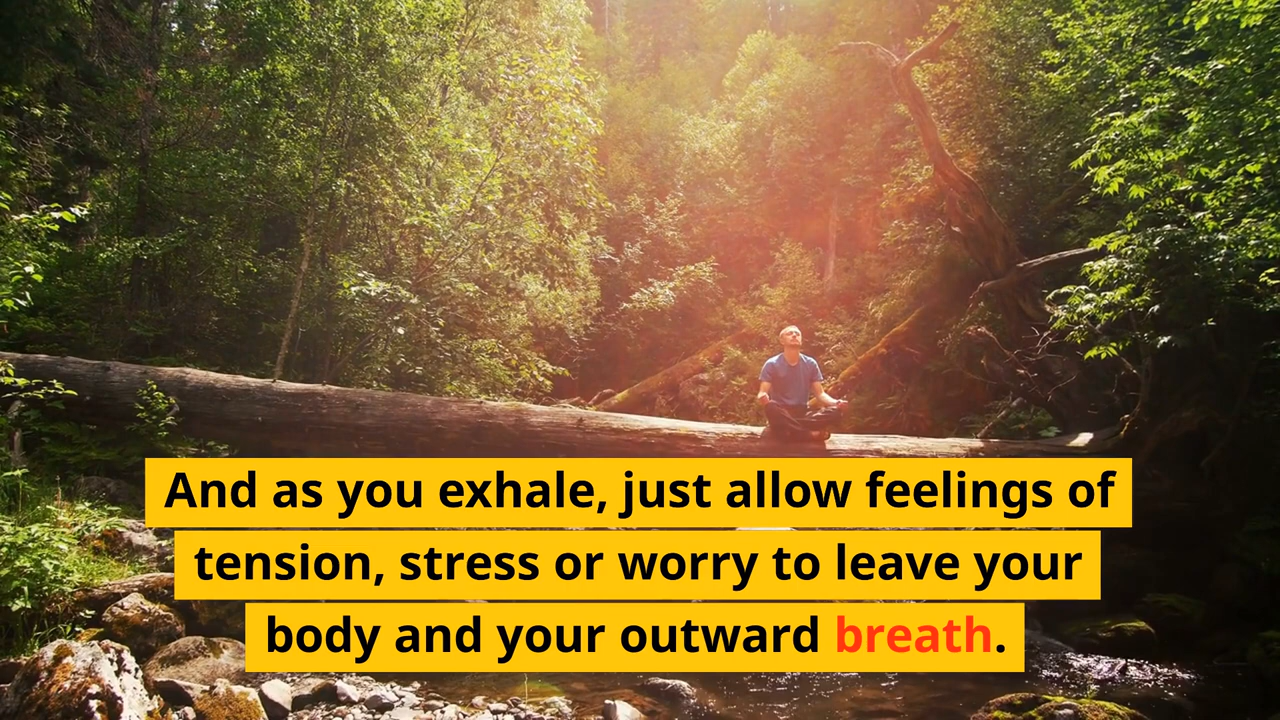 And as you exhale, just allow feelings of
tension, stress or worry to leave your
body and your outward breath.